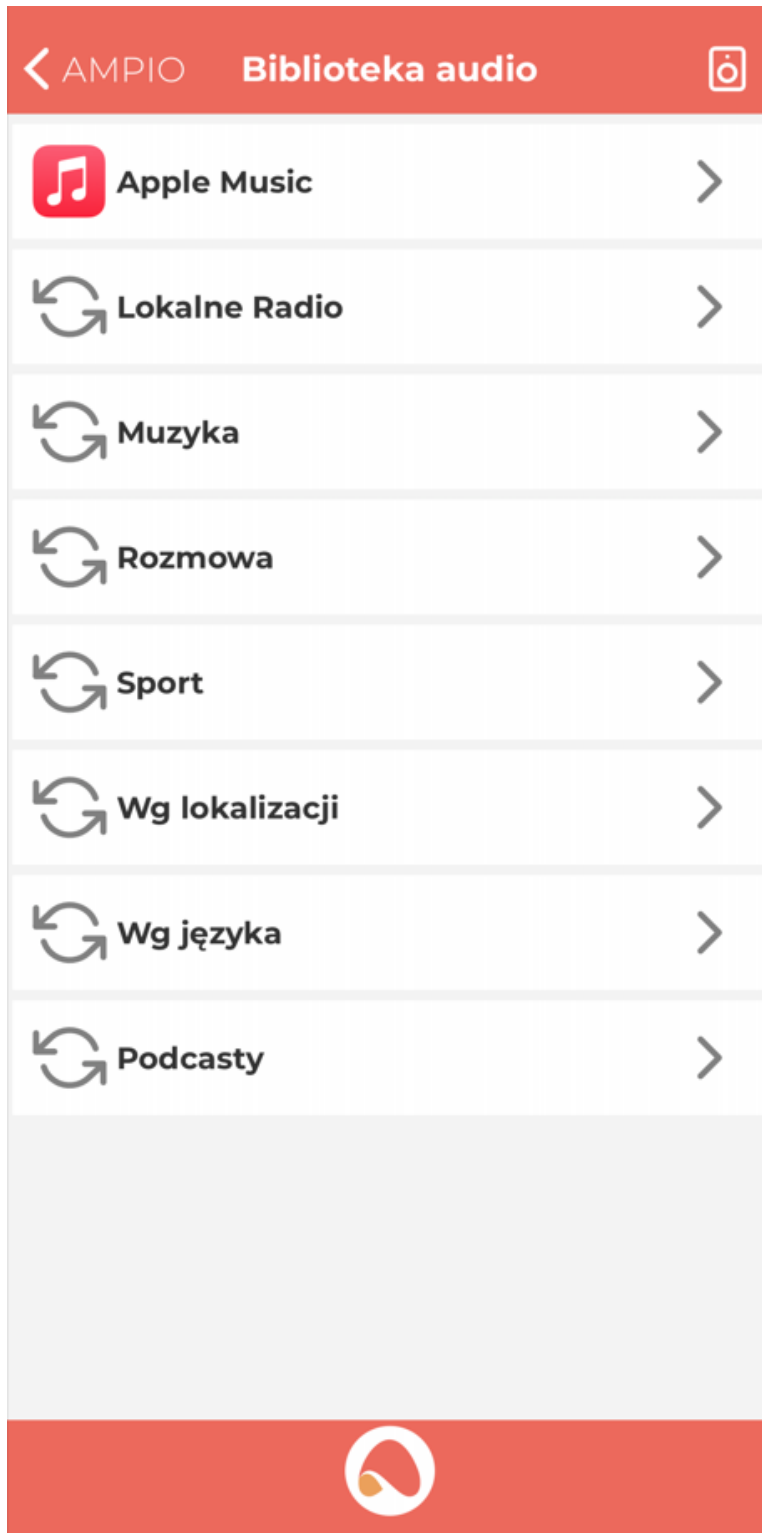 AMPIO Biblioteka audio
Apple Music
Lokalne Radio
Muzyka
Rozmowa
Sport
Wg lokalizacji
Wg języka
Podcasty